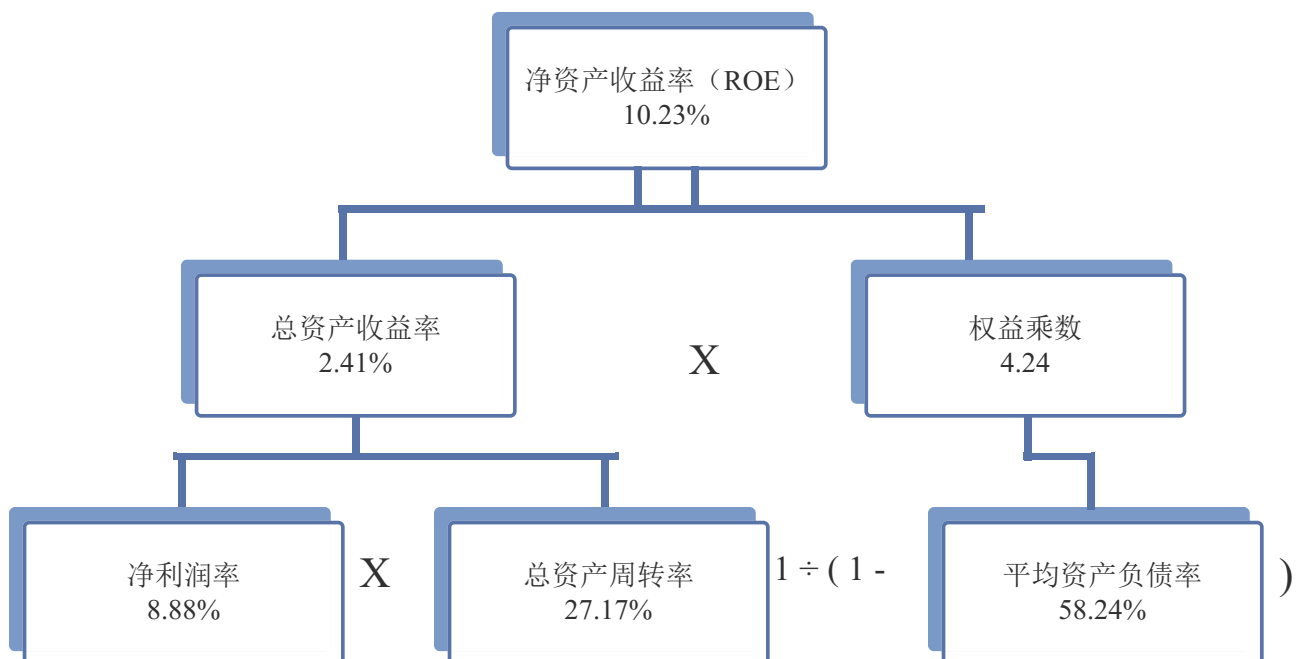 净资产收益率（ROE）
10.23%
总资产收益率
2.41%
X
权益乘数
4.24
净利润率
8.88%
X
总资产周转率
27.17%
1 ÷ ( 1 -
平均资产负债率
58.24%
)